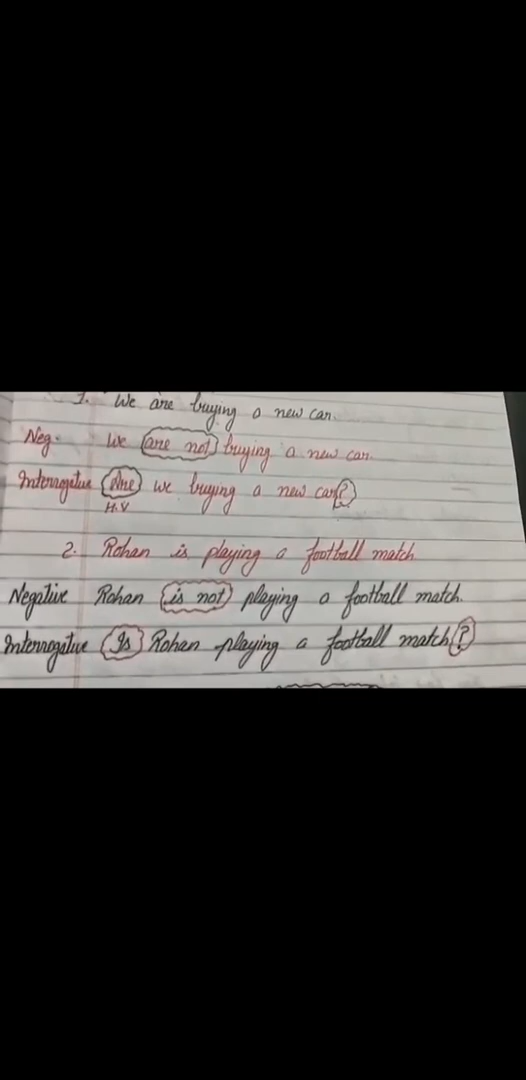 1. We are buying a new car.
Neg. We are not buying a new car.
Interrogative Are we buying a new car?
H.V
2. Rohan is playing a football match
Negative Rohan is not playing a football match.
Interrogative Is Rohan playing a football match?